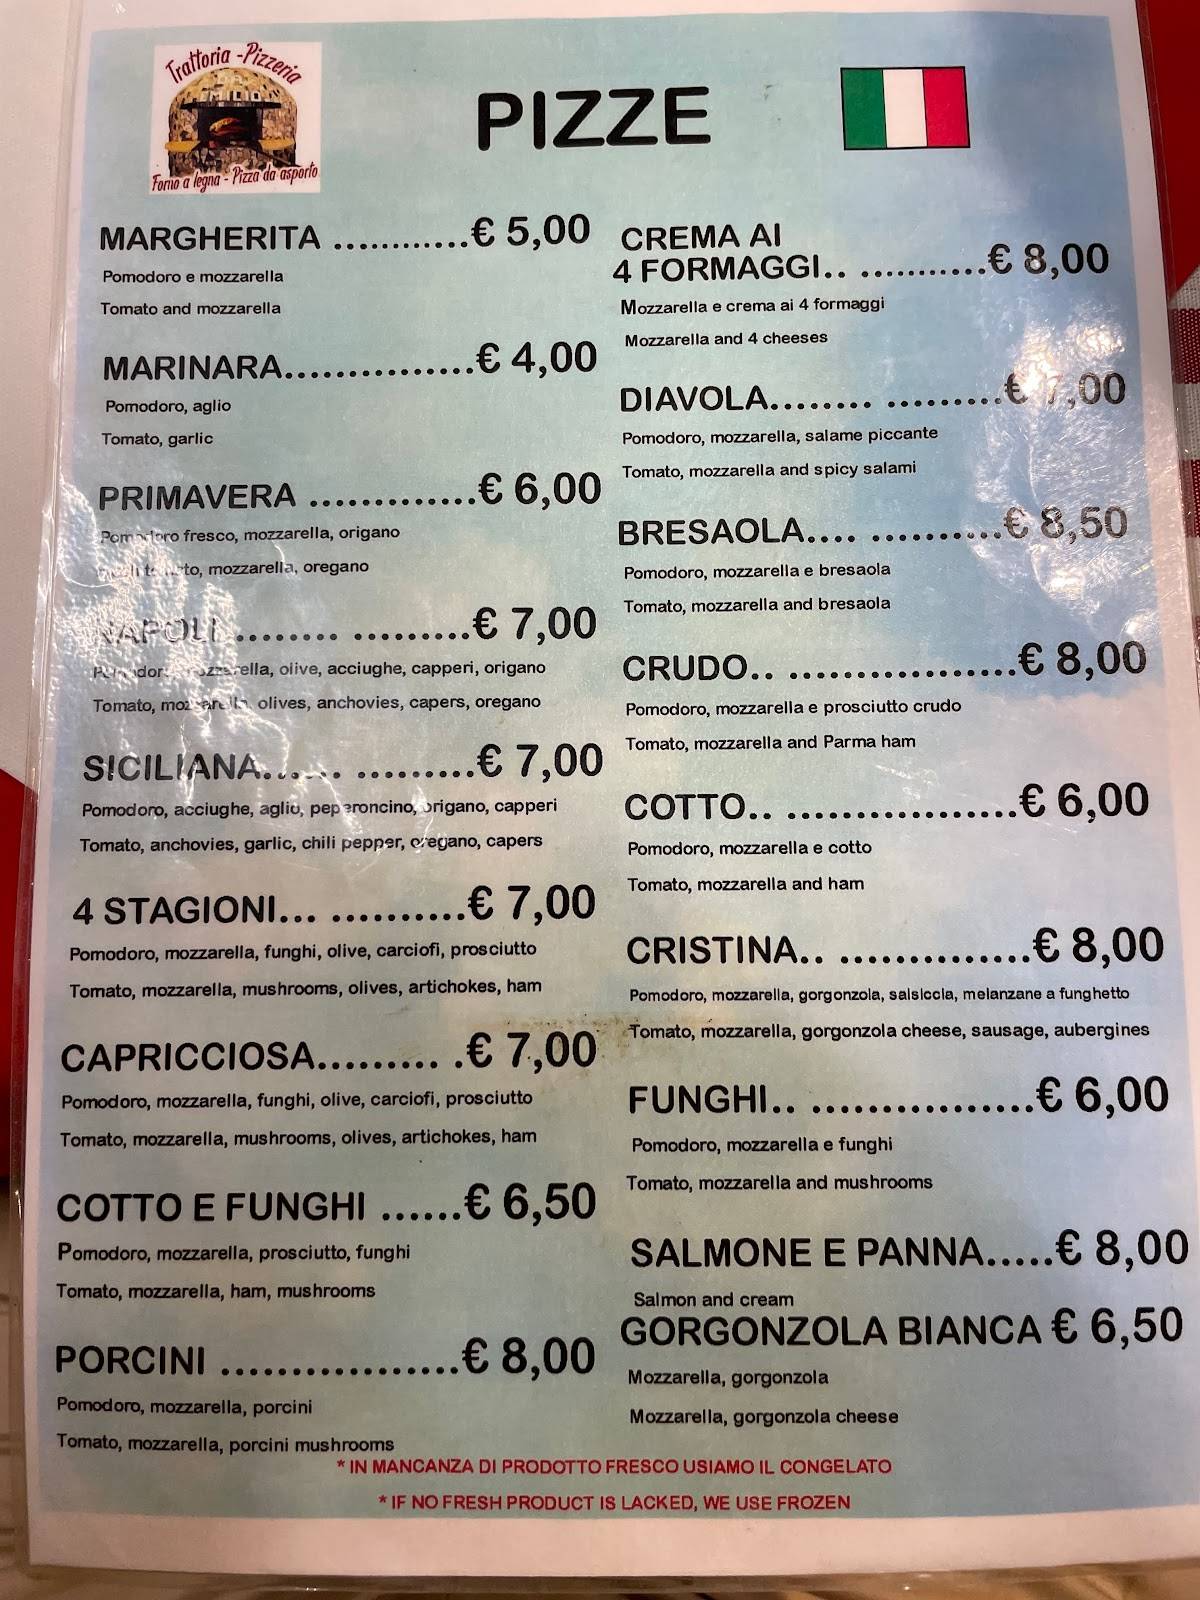 Trattoria - Pizzeria
Forno a legna - Pizza da asporto
PIZZE
MARGHERITA ............€ 5,00
Pomodoro e mozzarella
Tomato and mozzarella
MARINARA...............€ 4,00
Pomodoro, aglio
Tomato, garlic
PRIMAVERA .............€ 6,00
Pomodoro fresco, mozzarella, origano
mozzarella, oregano
NAPOLI ........ .........€ 7,00
Pomodoro, mozzarella, olive, acciughe, capperi, origano
Tomato, mozzarella, olives, anchovies, capers, oregano
SICILIANA...... .........€ 7,00
Pomodoro, acciughe, aglio, peperoncino, origano, capperi
Tomato, anchovies, garlic, chili pepper, oregano, capers
4 STAGIONI... ..........€ 7,00
Pomodoro, mozzarella, funghi, olive, carciofi, prosciutto
Tomato, mozzarella, mushrooms, olives, artichokes, ham
CAPRICCIOSA......... .€ 7,00
Pomodoro, mozzarella, funghi, olive, carciofi, prosciutto
Tomato, mozzarella, mushrooms, olives, artichokes, ham
COTTO E FUNGHI ......€ 6,50
Pomodoro, mozzarella, prosciutto, funghi
Tomato, mozzarella, ham, mushrooms
PORCINI ..................€ 8,00
Pomodoro, mozzarella, porcini
Tomato, mozzarella, porcini mushrooms
CREMA AI
4 FORMAGGI.. ...........€ 8,00
Mozzarella e crema ai 4 formaggi
Mozzarella and 4 cheeses
DIAVOLA........ .........€ 7,00
Pomodoro, mozzarella, salame piccante
Tomato, mozzarella and spicy salami
BRESAOLA.... ..........€ 8,50
Pomodoro, mozzarella e bresaola
Tomato, mozzarella and bresaola
CRUDO.. .................€ 8,00
Pomodoro, mozzarella e prosciutto crudo
Tomato, mozzarella and Parma ham
COTTO.. .................€ 6,00
Pomodoro, mozzarella e cotto
Tomato, mozzarella and ham
CRISTINA.. ..............€ 8,00
Pomodoro, mozzarella, gorgonzola, salsiccia, melanzane a funghetto
Tomato, mozzarella, gorgonzola cheese, sausage, aubergines
FUNGHI.. ................€ 6,00
Pomodoro, mozzarella e funghi
Tomato, mozzarella and mushrooms
SALMONE E PANNA.....€ 8,00
Salmon and cream
GORGONZOLA BIANCA € 6,50
Mozzarella, gorgonzola
Mozzarella, gorgonzola cheese
* IN MANCANZA DI PRODOTTO FRESCO USIAMO IL CONGELATO
* IF NO FRESH PRODUCT IS LACKED, WE USE FROZEN